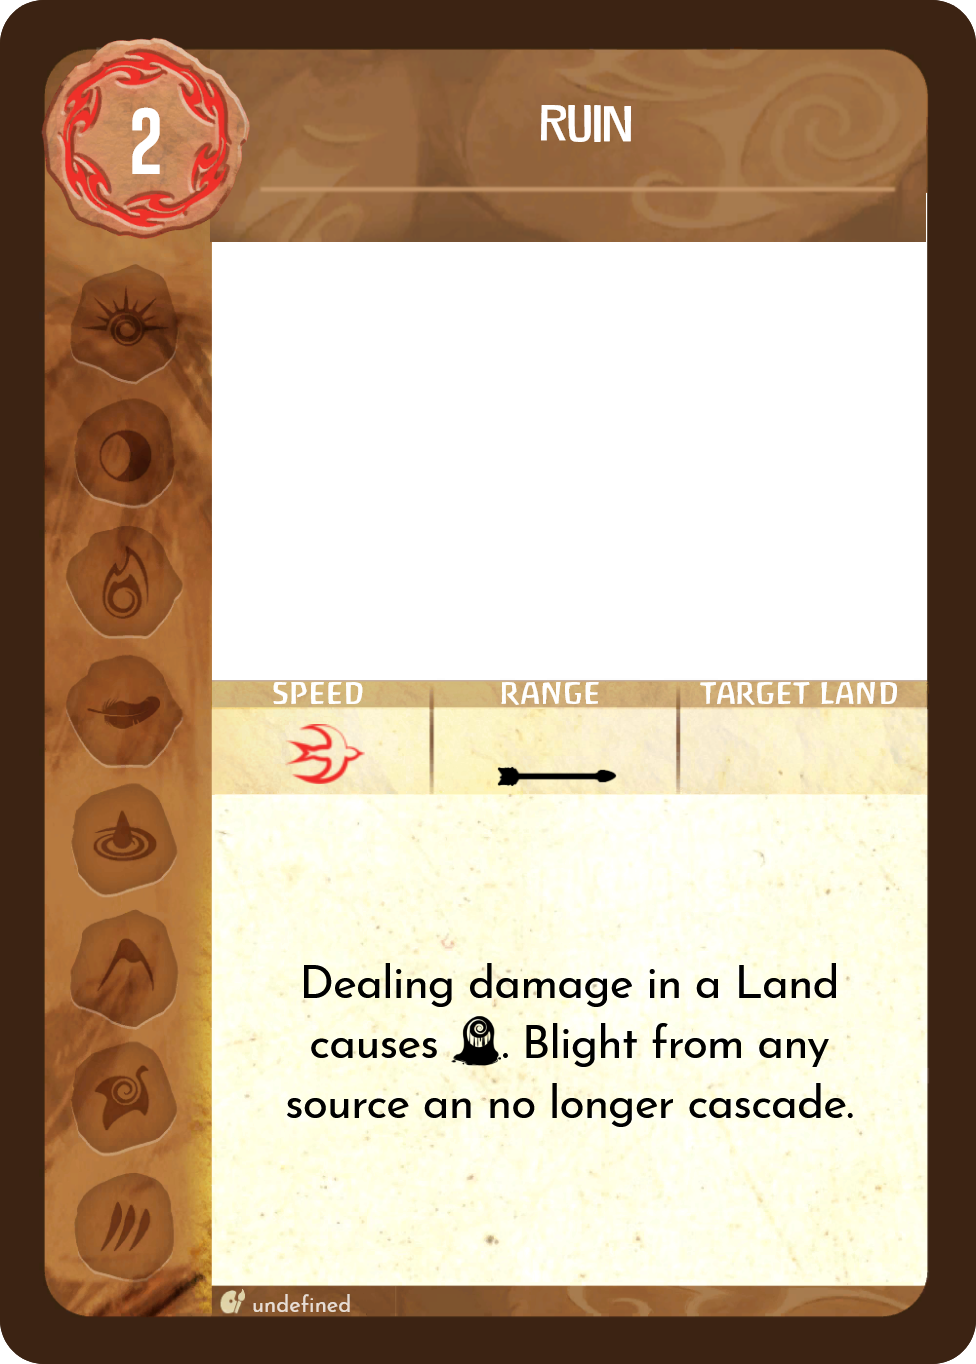 2
RUIN
SPEED RANGE TARGET LAND
Dealing damage in a Land
causes . Blight from any
source an no longer cascade.
undefined